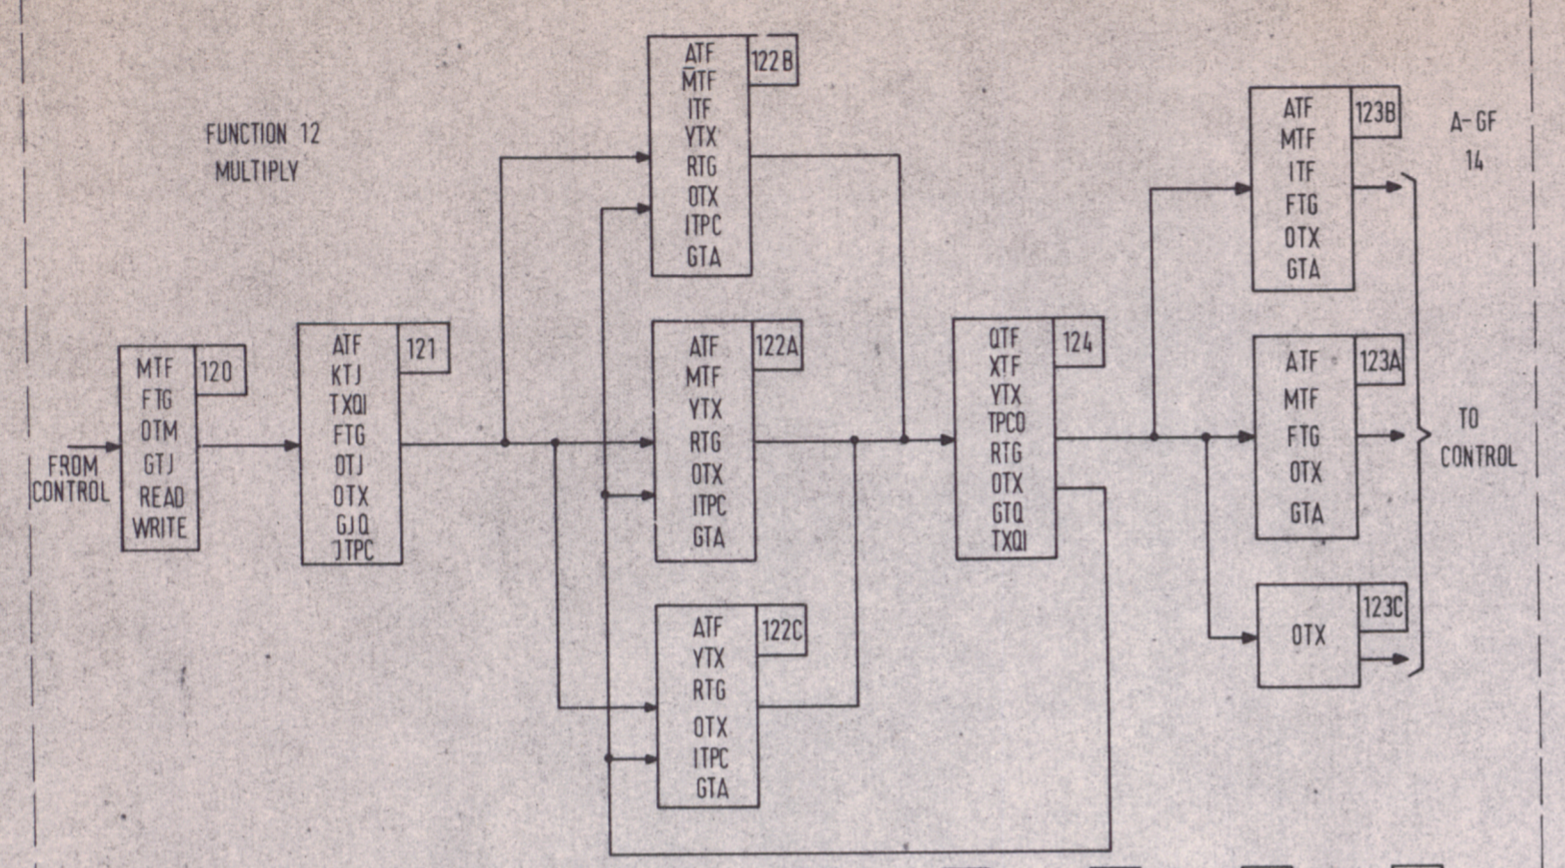 FUNCTION 12
MULTIPLY
FROM
CONTROL
120
MTF
FTG
OTM
GTJ
READ
WRITE
121
ATF
KTJ
TXQI
FTG
OTJ
OTX
GJQ
JTPC
122B
ATF
M̅TF
ITF
YTX
RTG
OTX
ITPC
GTA
122A
ATF
MTF
YTX
RTG
OTX
ITPC
GTA
122C
ATF
YTX
RTG
OTX
ITPC
GTA
124
QTF
XTF
YTX
TPCO
RTG
OTX
GTQ
TXQI
123B
ATF
MTF
ITF
FTG
OTX
GTA
123A
ATF
MTF
FTG
OTX
GTA
123C
OTX
A-GF
14
TO
CONTROL